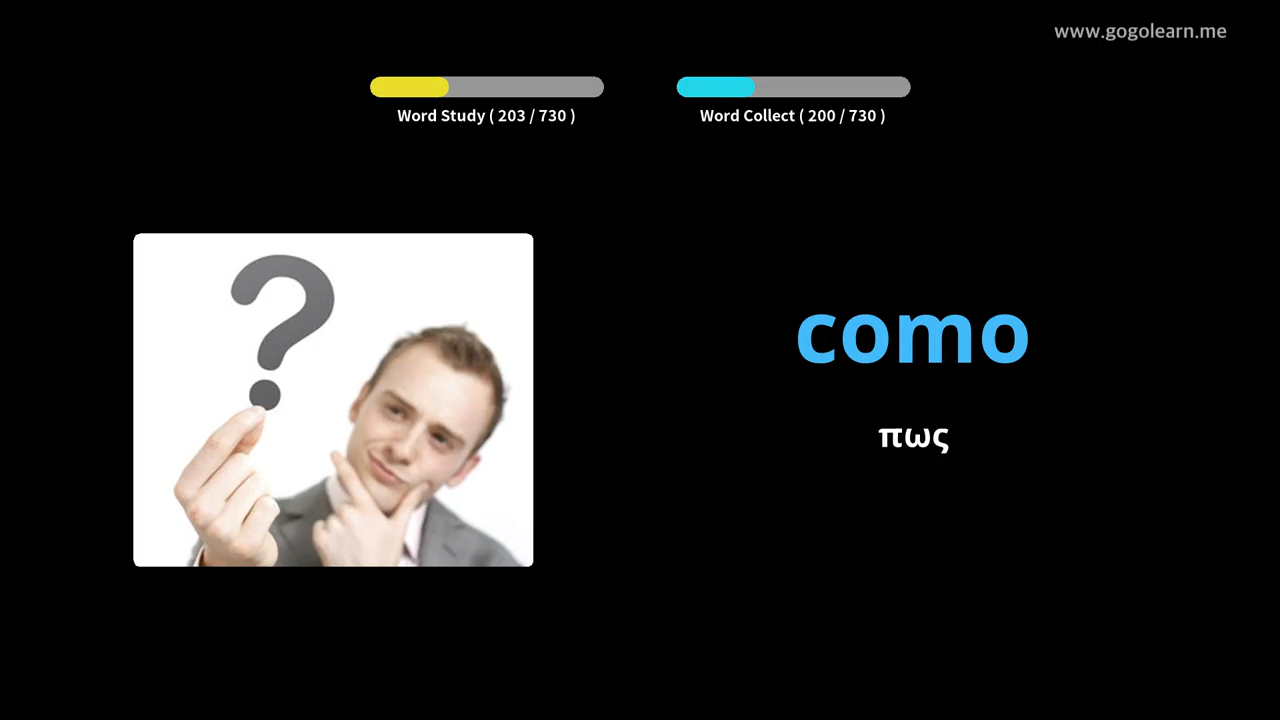 www.gogolearn.me
Word Study ( 203 / 730 )
Word Collect ( 200 / 730 )
?
como
πως